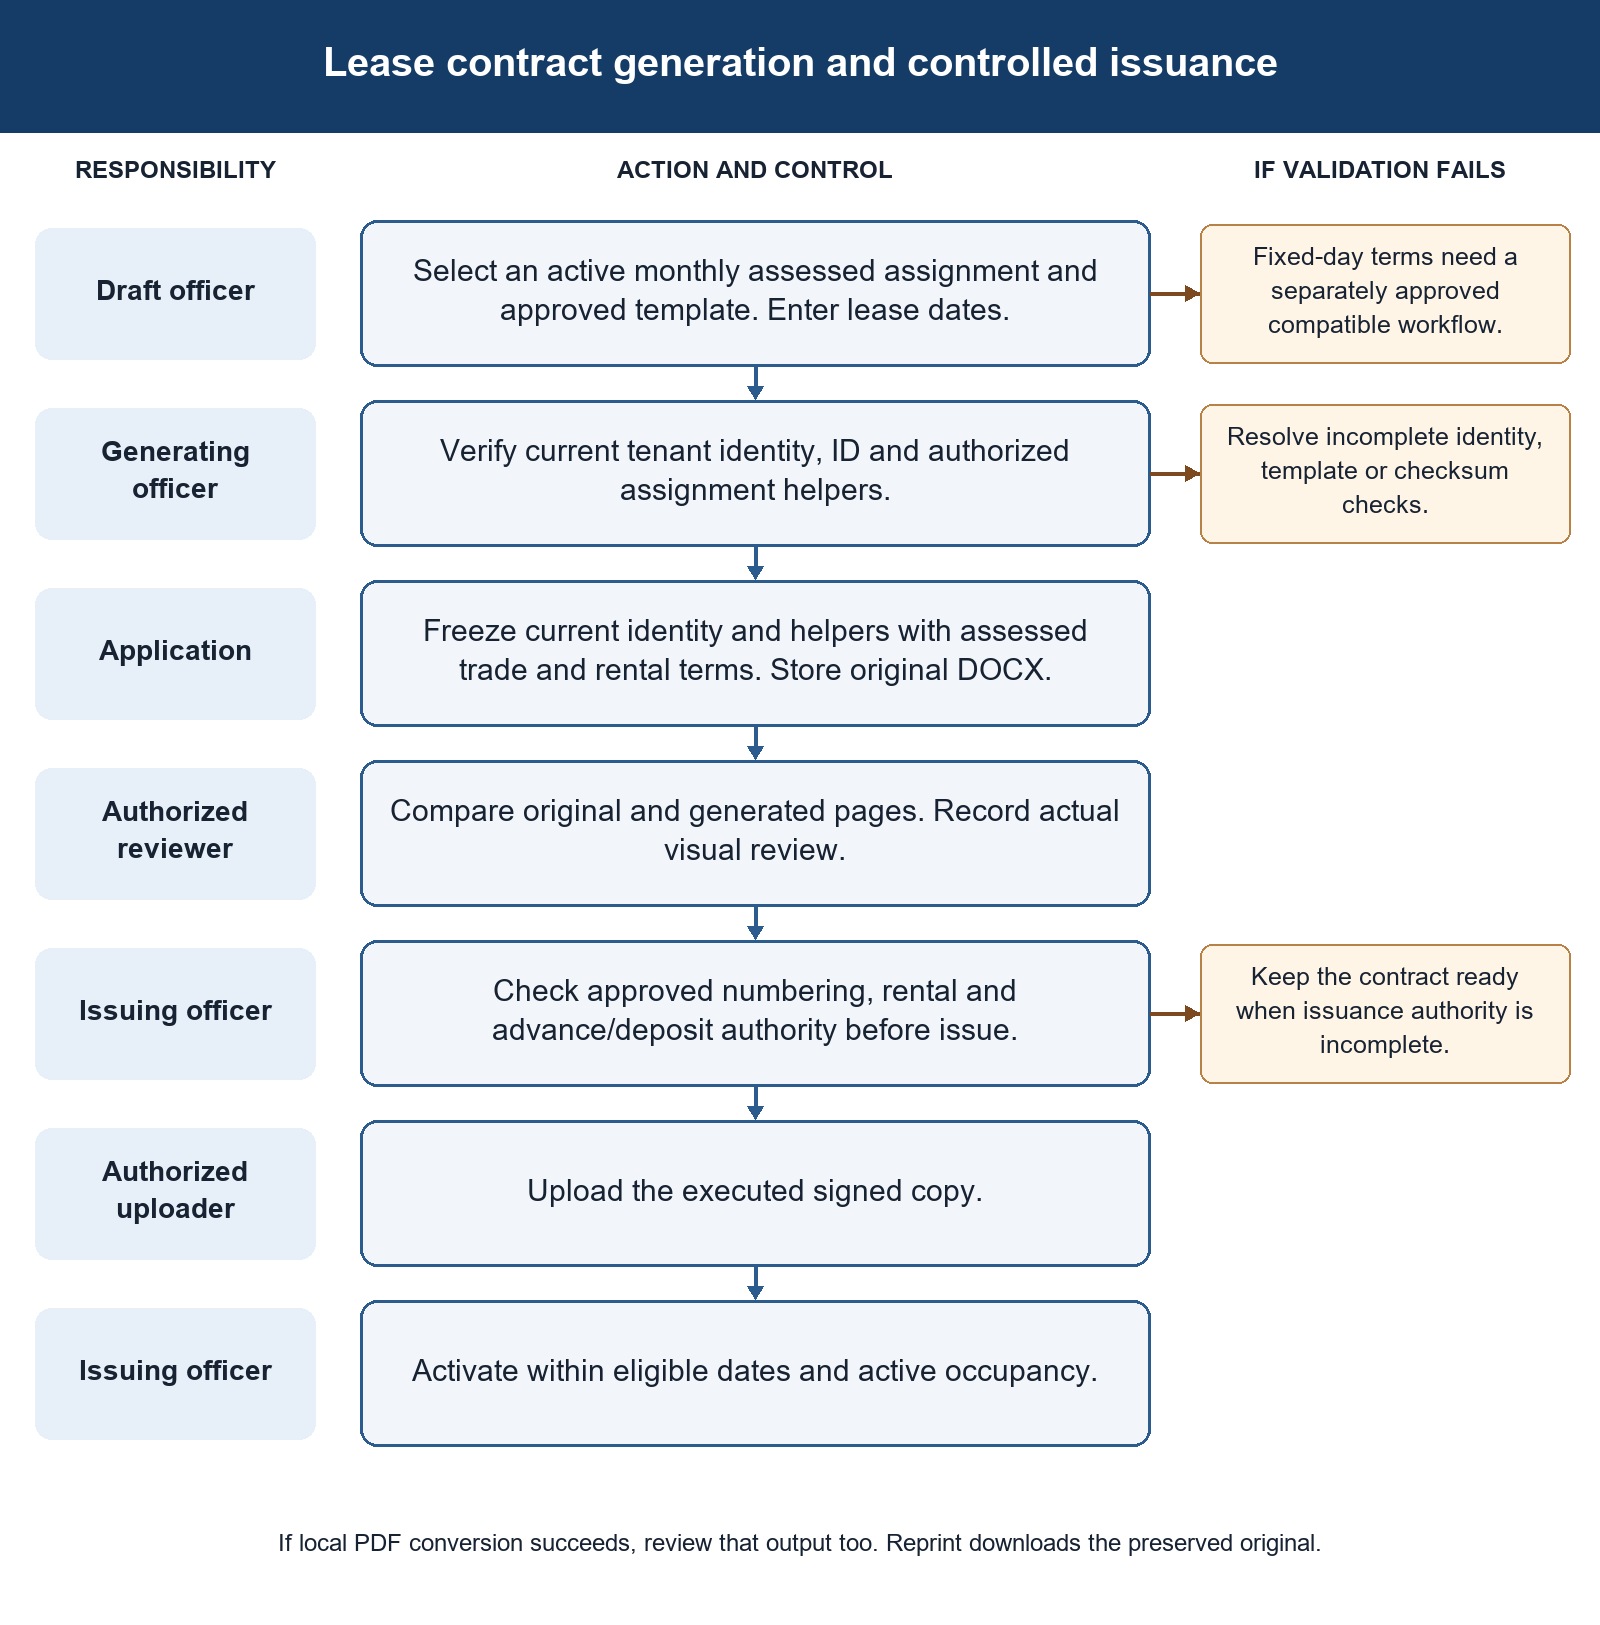 Lease contract generation and controlled issuance
RESPONSIBILITY
ACTION AND CONTROL
IF VALIDATION FAILS
Draft officer
Select an active monthly assessed assignment and
approved template. Enter lease dates.
Fixed-day terms need a
separately approved
compatible workflow.
Generating
officer
Verify current tenant identity, ID and authorized
assignment helpers.
Resolve incomplete identity,
template or checksum
checks.
Application
Freeze current identity and helpers with assessed
trade and rental terms. Store original DOCX.
Authorized
reviewer
Compare original and generated pages. Record actual
visual review.
Issuing officer
Check approved numbering, rental and
advance/deposit authority before issue.
Keep the contract ready
when issuance authority is
incomplete.
Authorized
uploader
Upload the executed signed copy.
Issuing officer
Activate within eligible dates and active occupancy.
If local PDF conversion succeeds, review that output too. Reprint downloads the preserved original.